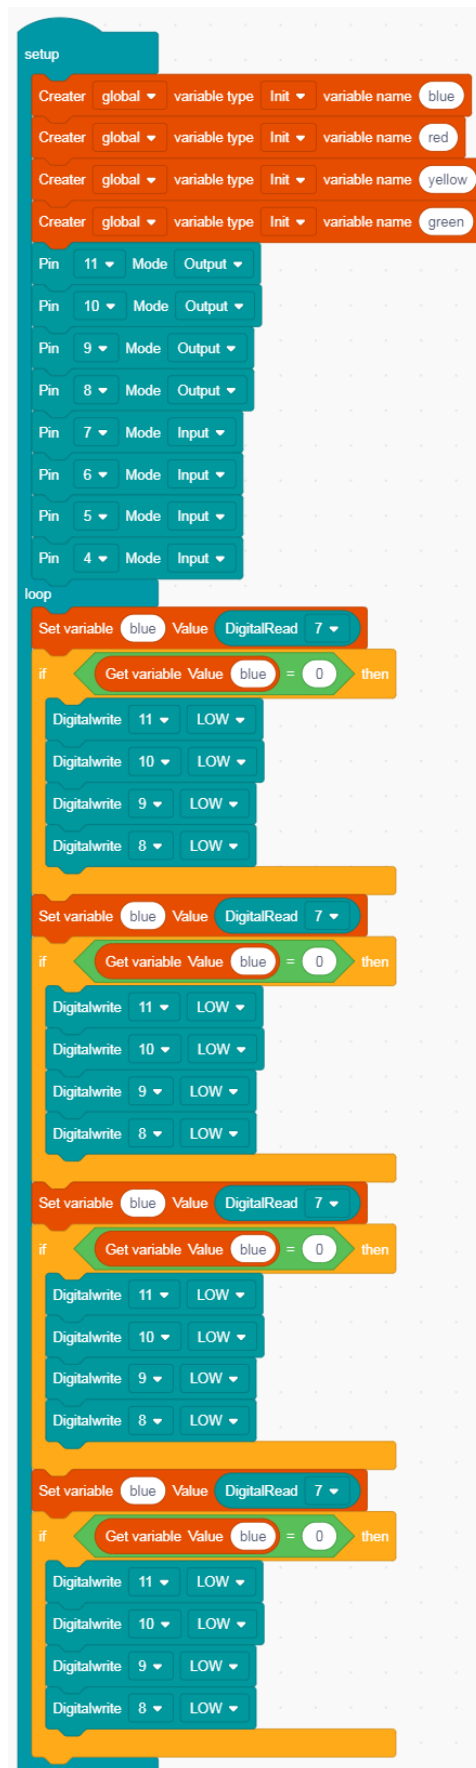 setup
Creater global variable type Init variable name blue
Creater global variable type Init variable name red
Creater global variable type Init variable name yellow
Creater global variable type Init variable name green
Pin 11 Mode Output
Pin 10 Mode Output
Pin 9 Mode Output
Pin 8 Mode Output
Pin 7 Mode Input
Pin 6 Mode Input
Pin 5 Mode Input
Pin 4 Mode Input
loop
Set variable blue Value DigitalRead 7
if Get variable Value blue = 0 then
Digitalwrite 11 LOW
Digitalwrite 10 LOW
Digitalwrite 9 LOW
Digitalwrite 8 LOW
Set variable blue Value DigitalRead 7
if Get variable Value blue = 0 then
Digitalwrite 11 LOW
Digitalwrite 10 LOW
Digitalwrite 9 LOW
Digitalwrite 8 LOW
Set variable blue Value DigitalRead 7
if Get variable Value blue = 0 then
Digitalwrite 11 LOW
Digitalwrite 10 LOW
Digitalwrite 9 LOW
Digitalwrite 8 LOW
Set variable blue Value DigitalRead 7
if Get variable Value blue = 0 then
Digitalwrite 11 LOW
Digitalwrite 10 LOW
Digitalwrite 9 LOW
Digitalwrite 8 LOW